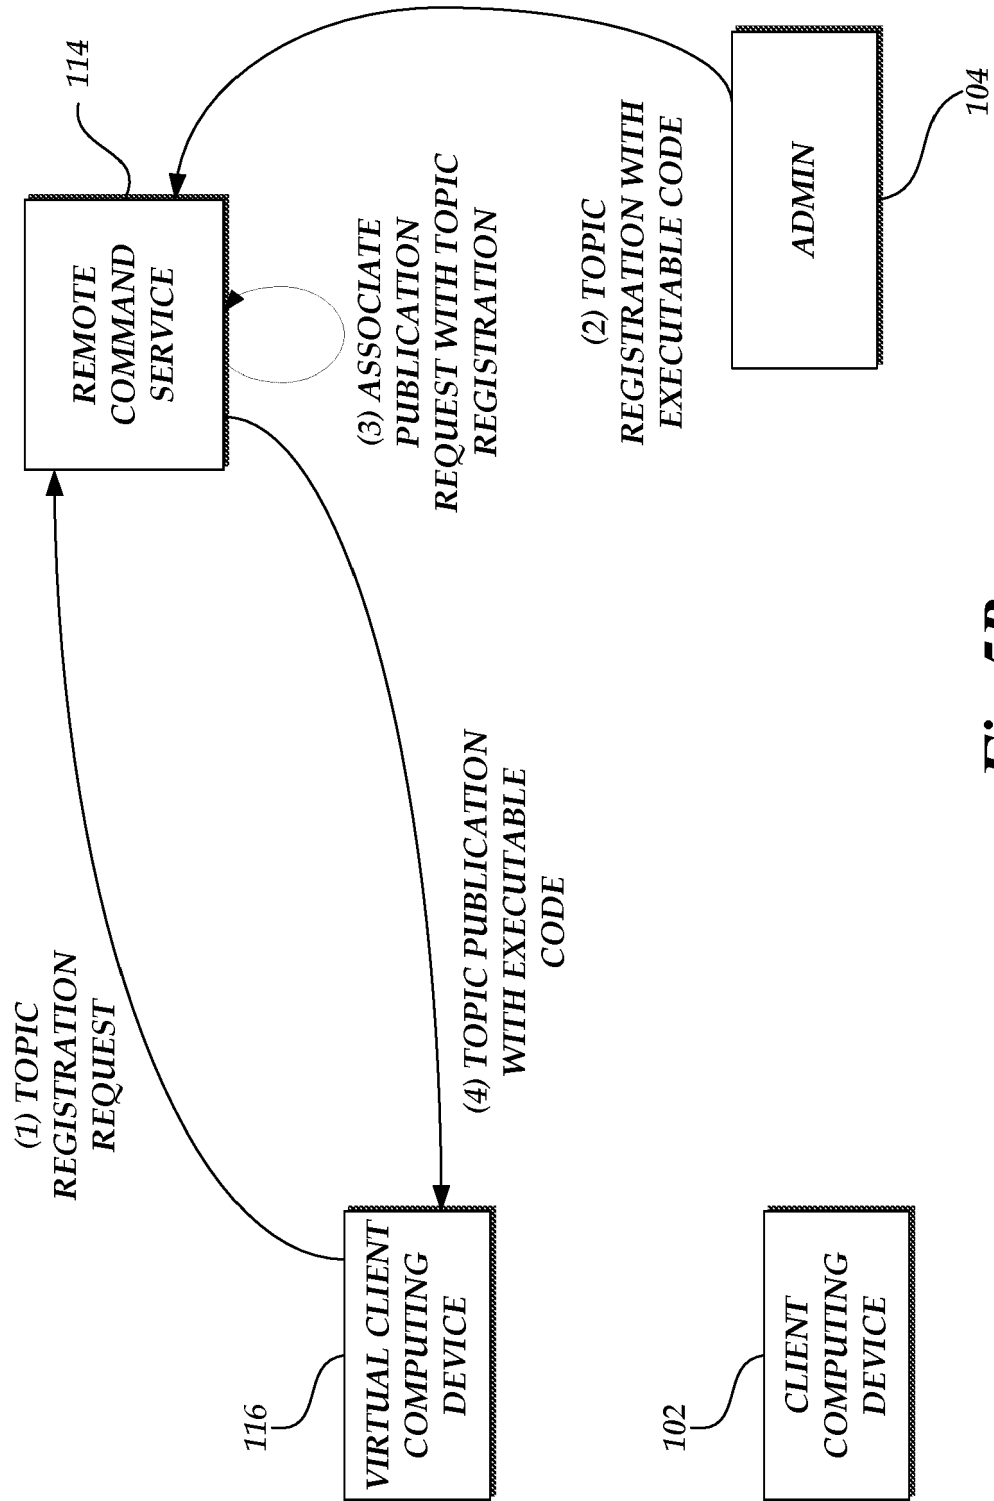 (1) TOPIC
REGISTRATION
REQUEST
114
REMOTE
COMMAND
SERVICE
(3) ASSOCIATE
PUBLICATION
REQUEST WITH TOPIC
REGISTRATION
116
VIRTUAL CLIENT
COMPUTING
DEVICE
(4) TOPIC PUBLICATION
WITH EXECUTABLE
CODE
(2) TOPIC
REGISTRATION WITH
EXECUTABLE CODE
102
CLIENT
COMPUTING
DEVICE
ADMIN
104